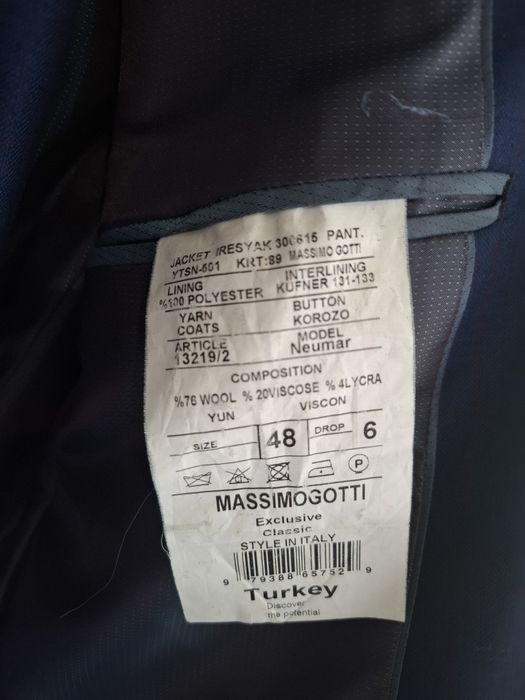 JACKET IRESYAK 300615 PANT.
YTSN-501 KRT:89 MASSIMO GOTTI
LINING INTERLINING
%100 POLYESTER KUFNER 131-133
YARN BUTTON
COATS KOROZO
ARTICLE MODEL
13219/2 Neumar
COMPOSITION
%76 WOOL % 20VISCOSE % 4LYCRA
YUN VISCON
SIZE 48 DROP 6
P
MASSIMOGOTTI
Exclusive
Classic
STYLE IN ITALY
9 79388 65752 9
Turkey
Discover
the potential